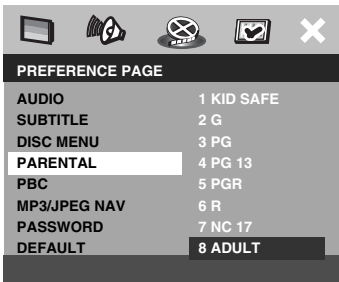 PREFERENCE PAGE
AUDIO 1 KID SAFE
SUBTITLE 2 G
DISC MENU 3 PG
PARENTAL 4 PG 13
PBC 5 PGR
MP3/JPEG NAV 6 R
PASSWORD 7 NC 17
DEFAULT 8 ADULT